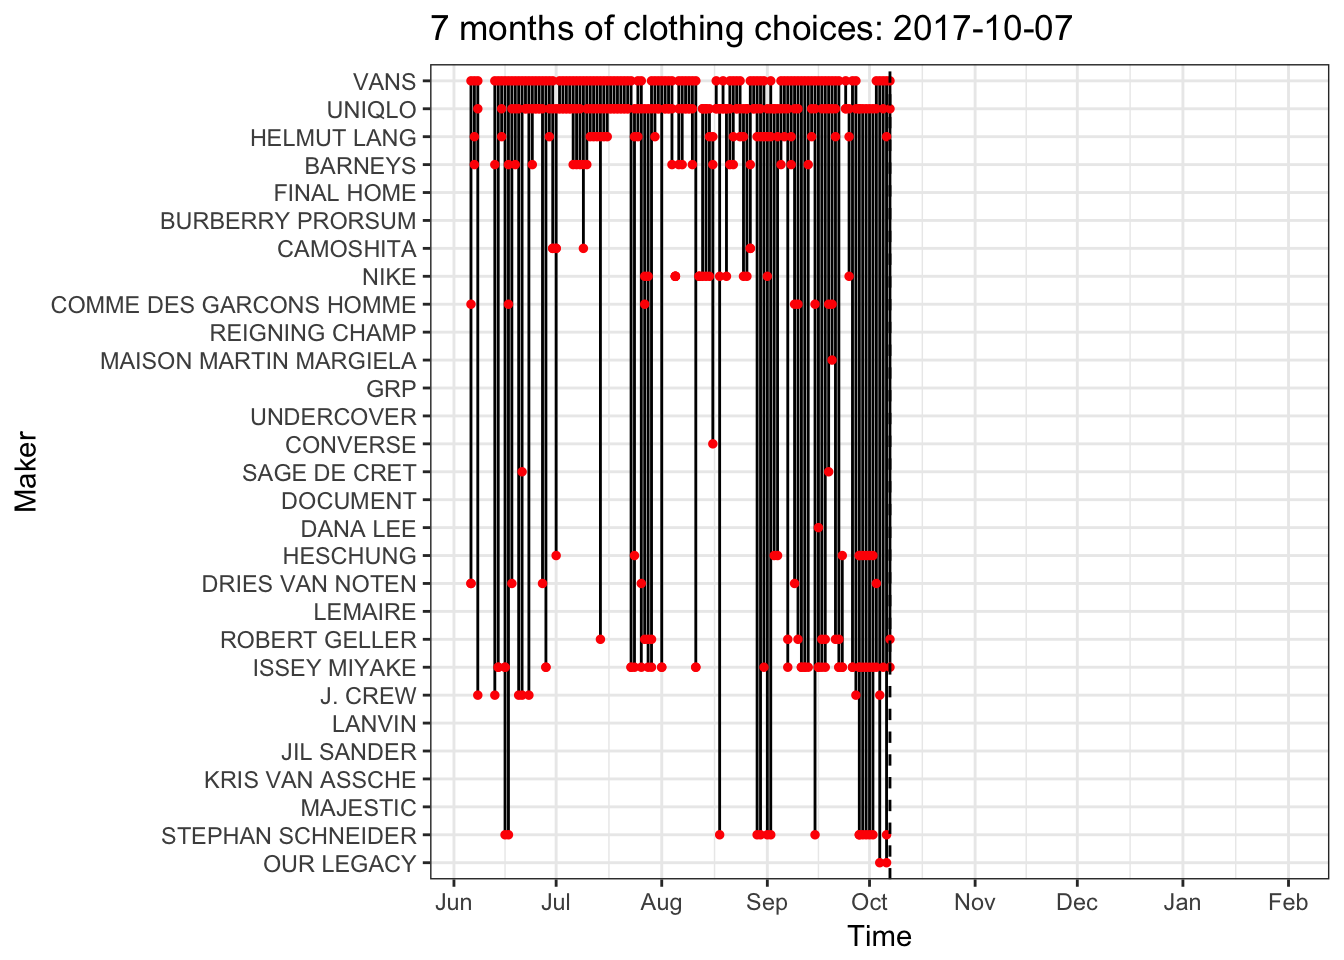 7 months of clothing choices: 2017-10-07
VANS
UNIQLO
HELMUT LANG
BARNEYS
FINAL HOME
BURBERRY PRORSUM
CAMOSHITA
NIKE
COMME DES GARCONS HOMME
REIGNING CHAMP
MAISON MARTIN MARGIELA
GRP
UNDERCOVER
CONVERSE
SAGE DE CRET
DOCUMENT
DANA LEE
HESCHUNG
DRIES VAN NOTEN
LEMAIRE
ROBERT GELLER
ISSEY MIYAKE
J. CREW
LANVIN
JIL SANDER
KRIS VAN ASSCHE
MAJESTIC
STEPHAN SCHNEIDER
OUR LEGACY
Maker
Jun Jul Aug Sep Oct Nov Dec Jan Feb
Time